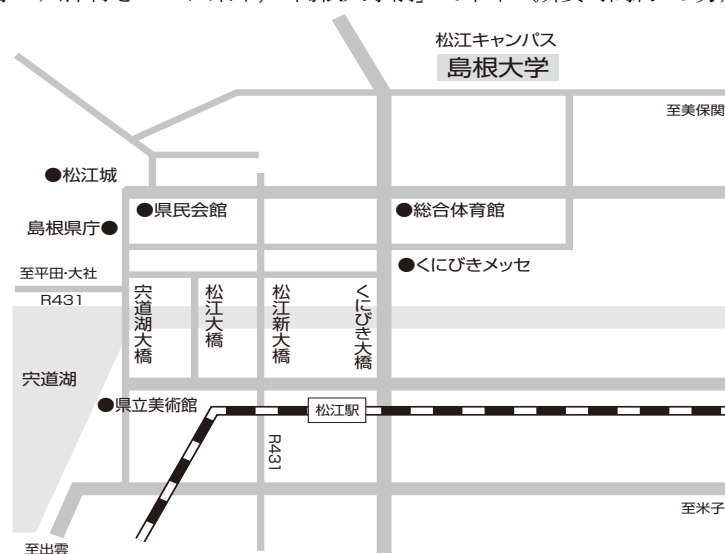 松江キャンパス
島根大学
至美保関
●松江城
●県民会館
●総合体育館
島根県庁●
●くにびきメッセ
至平田・大社
R431
宍道湖大橋
松江大橋
松江新大橋
くにびき大橋
宍道湖
●県立美術館
松江駅
R431
至米子
至出雲